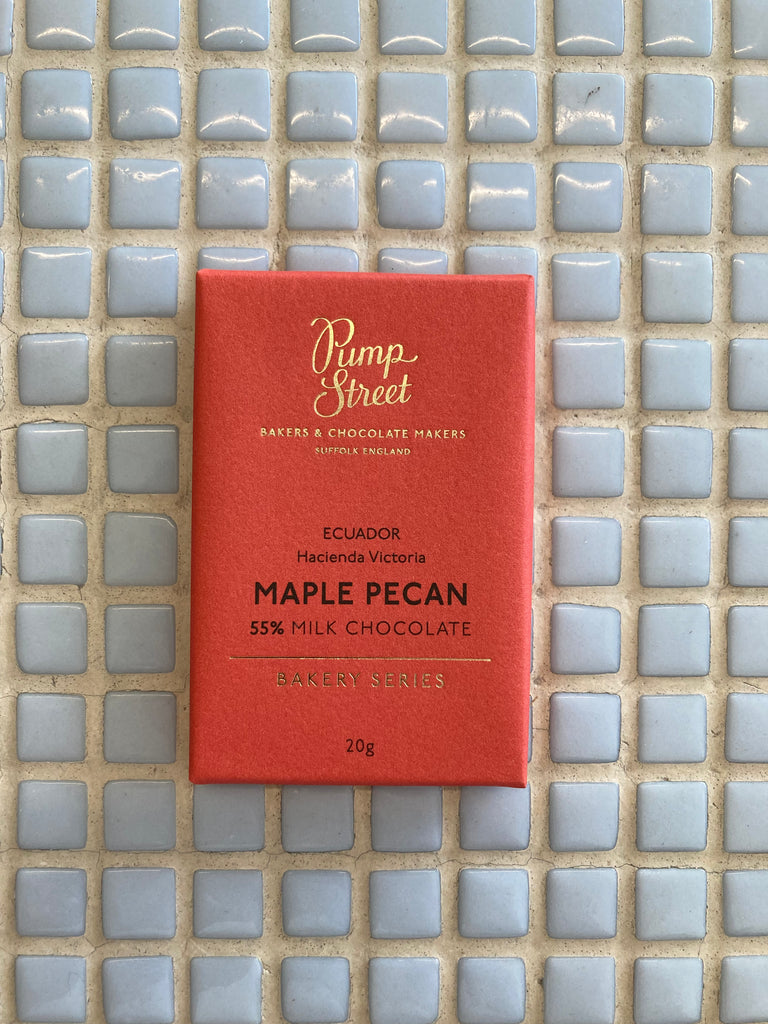 Pump
Street
BAKERS & CHOCOLATE MAKERS
SUFFOLK ENGLAND
ECUADOR
Hacienda Victoria
MAPLE PECAN
55% MILK CHOCOLATE
BAKERY SERIES
20g